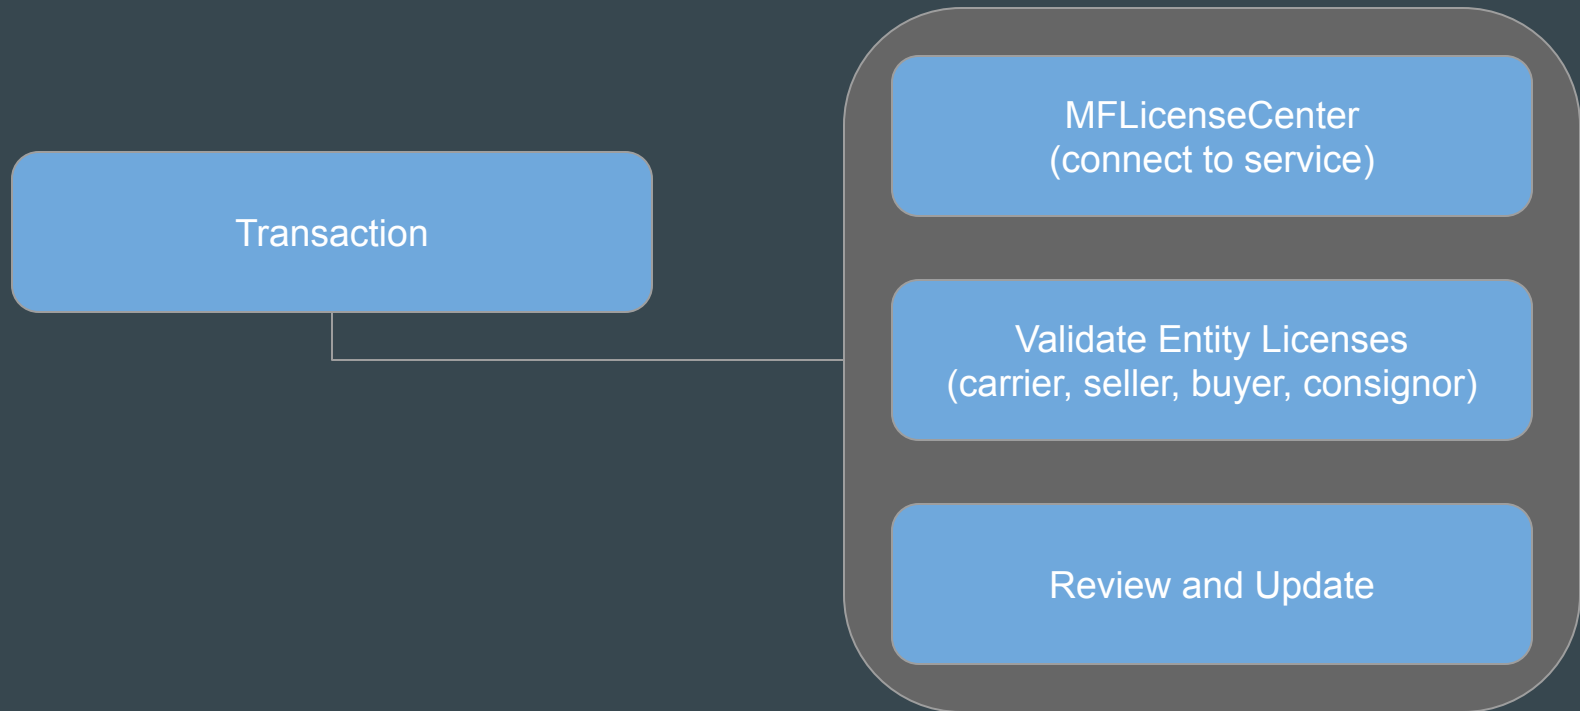 Transaction
MFLicenseCenter
(connect to service)
Validate Entity Licenses
(carrier, seller, buyer, consignor)
Review and Update